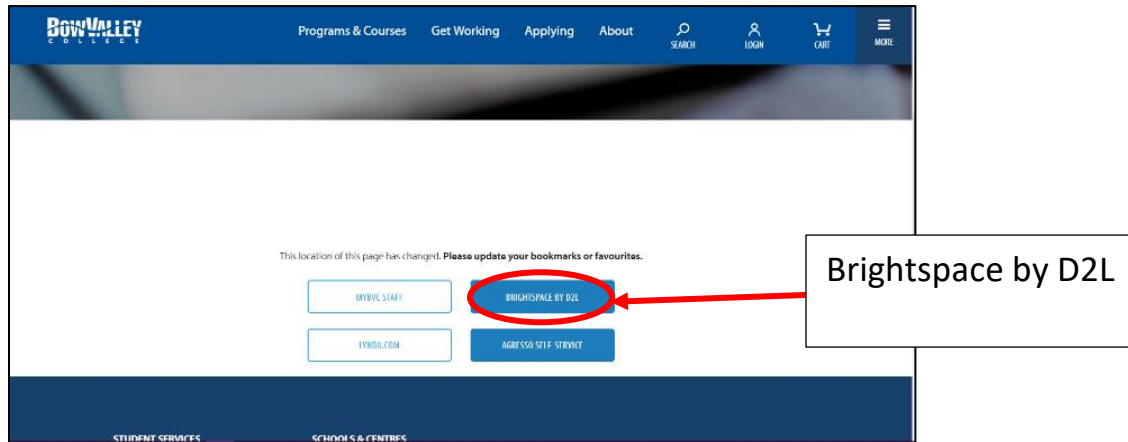 BOW VALLEY
COLLEGE
Programs & Courses Get Working Applying About SEARCH LOGIN CART MORE
This location of this page has changed. Please update your bookmarks or favourites.
MYBVC STAFF BRIGHTSPACE BY D2L
LYNDA.COM AGRESSO SELF SERVICE
Brightspace by D2L
STUDENT SERVICES SCHOOLS & CENTRES